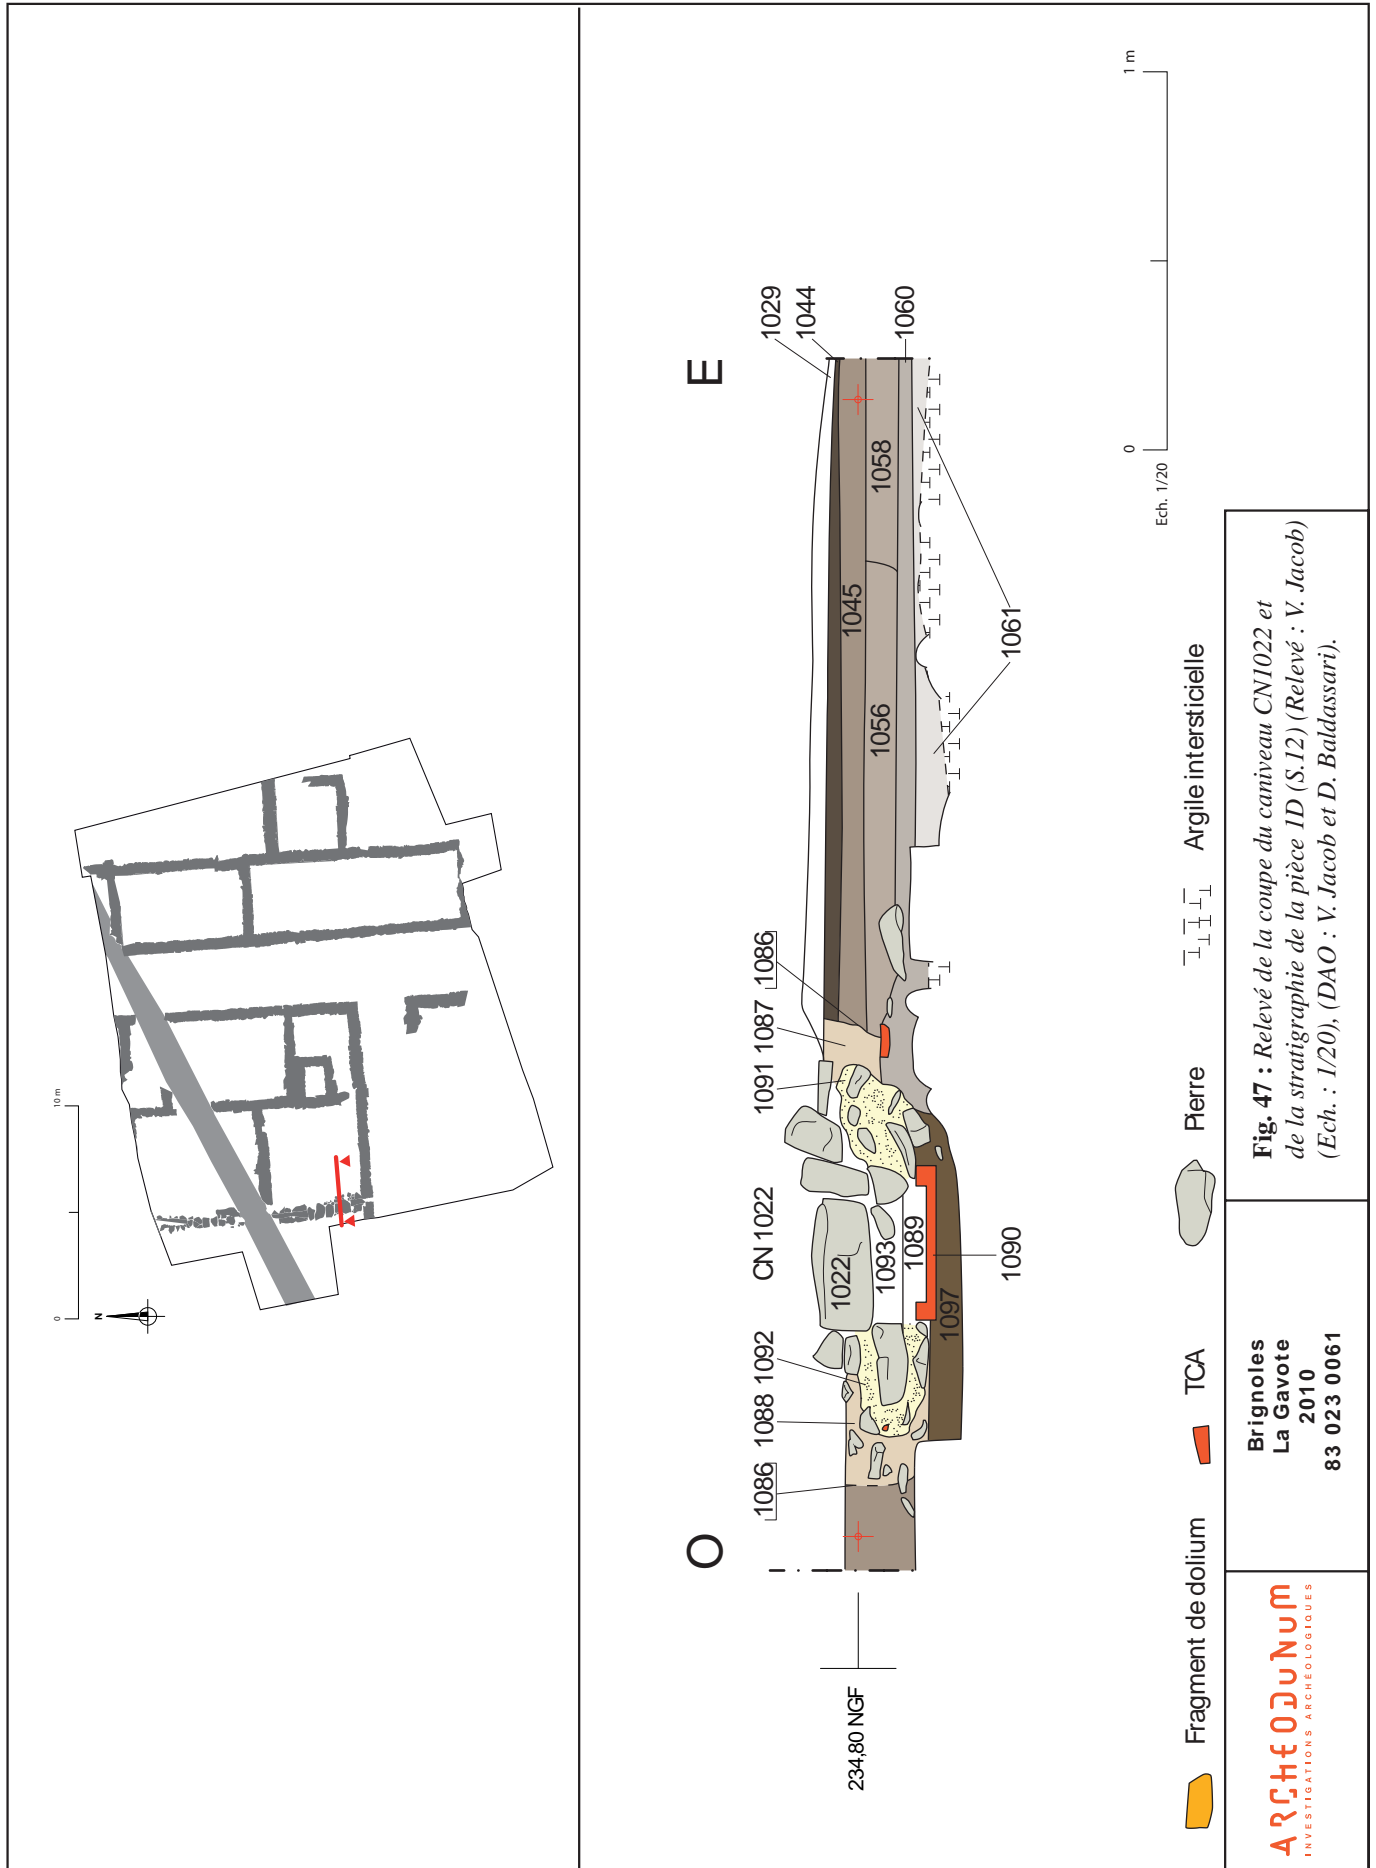 0 10 m
N
O
E
1086
1088
1092
CN 1022
1091
1087
1086
1029
1044
1045
1022
1093
1089
1056
1058
1060
1097
1090
1061
234,80 NGF
0 1 m
Ech. 1/20
Fragment de dolium
TCA
Pierre
Argile intersticielle
ARCHEODUNUM
INVESTIGATIONS ARCHÉOLOGIQUES
Brignoles
La Gavote
2010
83 023 0061
Fig. 47 : Relevé de la coupe du caniveau CN1022 et
de la stratigraphie de la pièce 1D (S.12) (Relevé : V. Jacob)
(Ech. : 1/20), (DAO : V. Jacob et D. Baldassari).